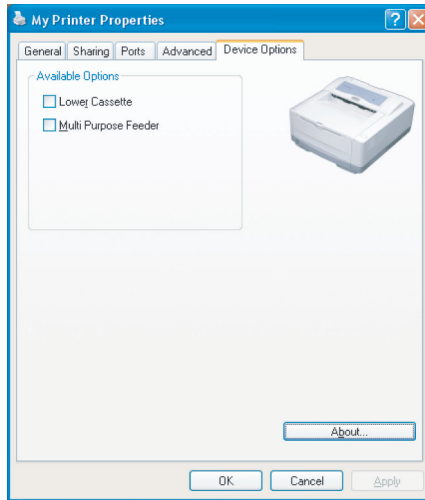 My Printer Properties
General Sharing Ports Advanced Device Options
Available Options
Lower Cassette
Multi Purpose Feeder
About...
OK Cancel Apply